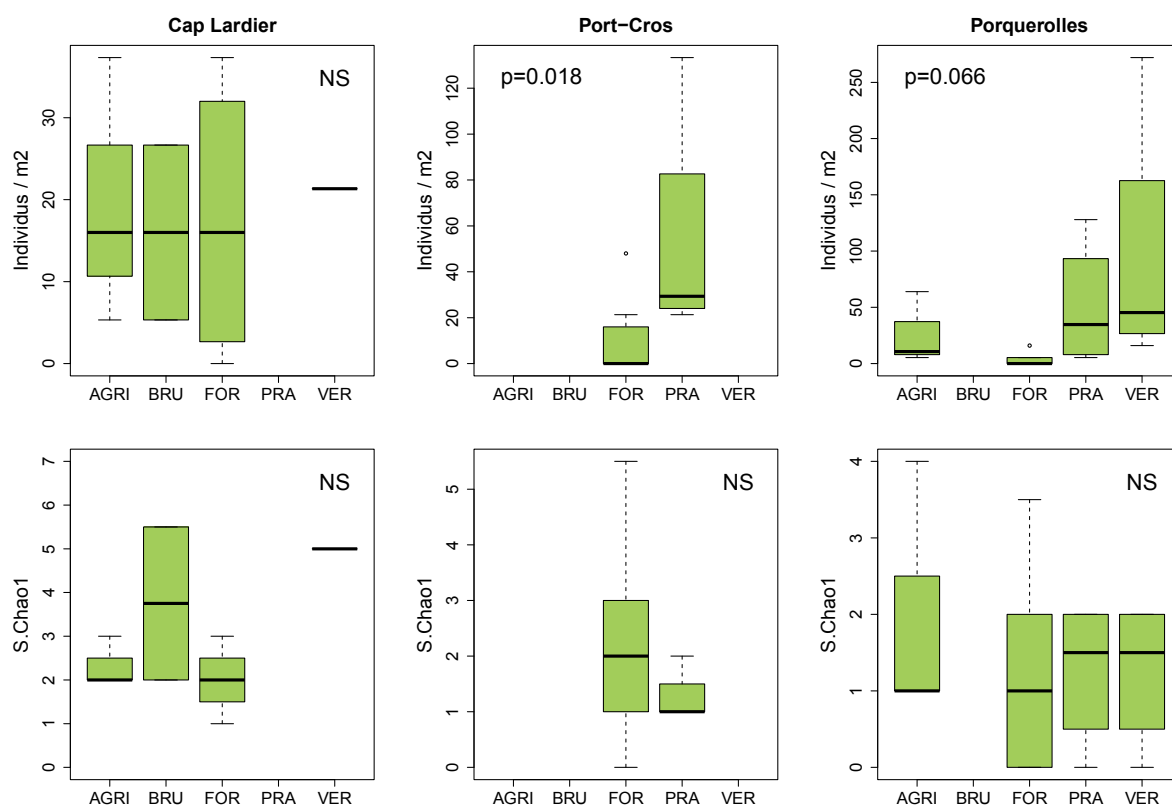 Cap Lardier
Individus / m2
30
20
10
0
NS
AGRI BRU FOR PRA VER
Port−Cros
Individus / m2
120
100
80
60
40
20
0
p=0.018
AGRI BRU FOR PRA VER
Porquerolles
Individus / m2
250
200
150
100
50
0
p=0.066
AGRI BRU FOR PRA VER
S.Chao1
7
6
5
4
3
2
1
0
NS
AGRI BRU FOR PRA VER
S.Chao1
5
4
3
2
1
0
NS
AGRI BRU FOR PRA VER
S.Chao1
4
3
2
1
0
NS
AGRI BRU FOR PRA VER